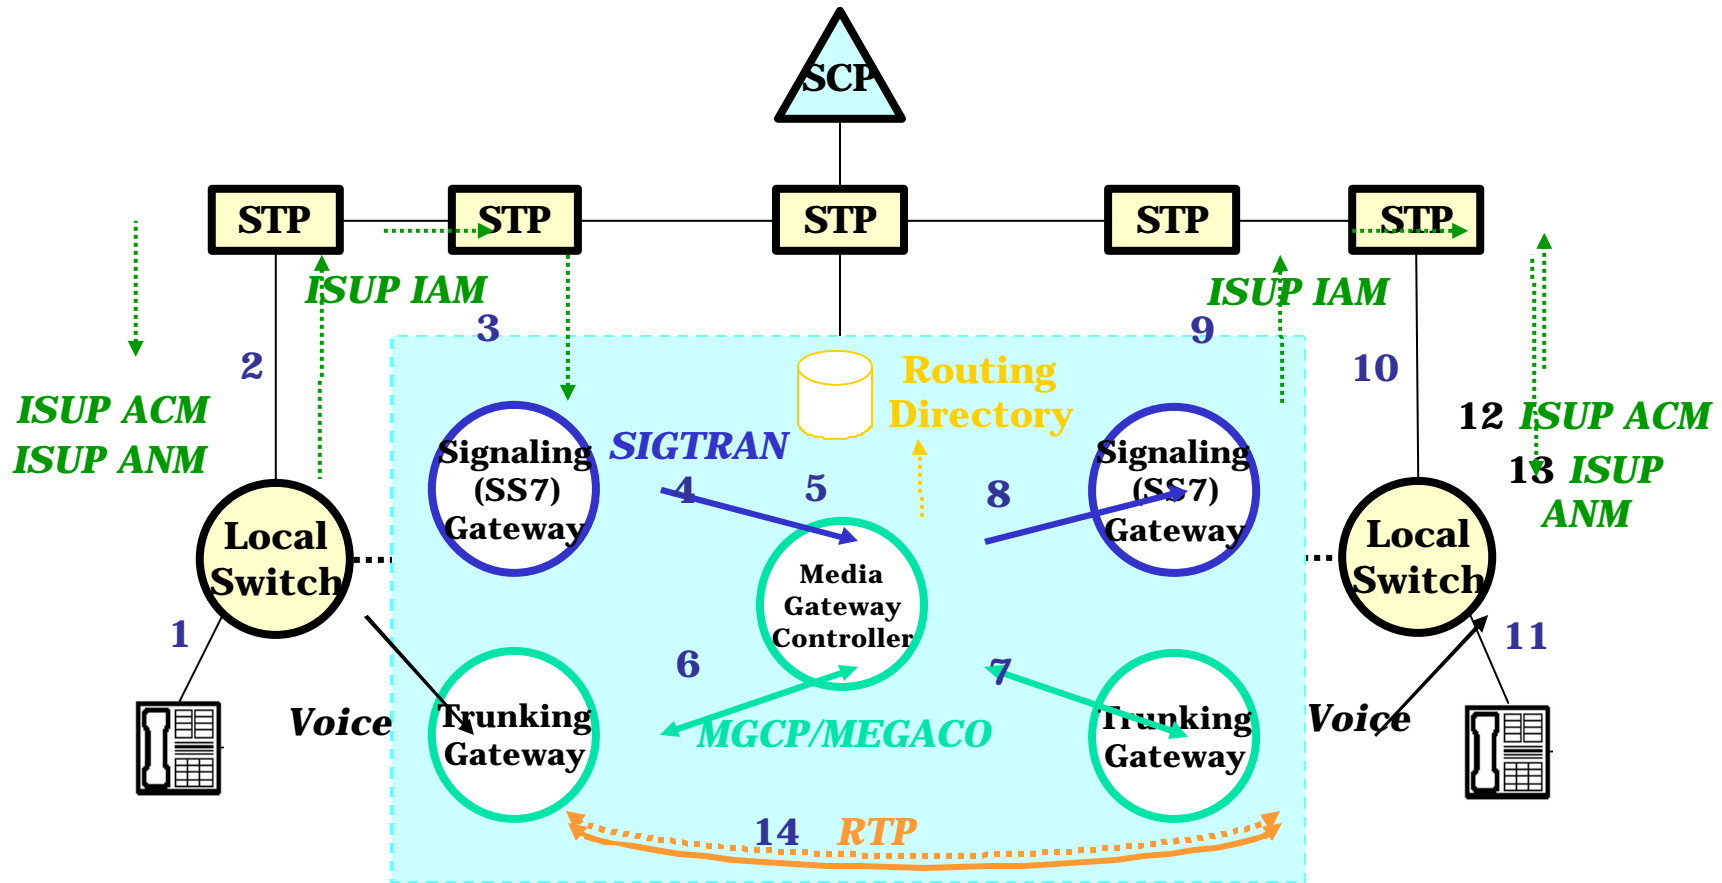 SCP
STP
STP
STP
STP
STP
ISUP IAM
ISUP IAM
3
9
2
10
Routing
Directory
ISUP ACM
ISUP ANM
12 ISUP ACM
13 ISUP
ANM
SIGTRAN
4
5
8
Signaling
(SS7)
Gateway
Signaling
(SS7)
Gateway
Local
Switch
Local
Switch
Media
Gateway
Controller
1
11
6
7
Voice
Voice
Trunking
Gateway
Trunking
Gateway
MGCP/MEGACO
14 RTP